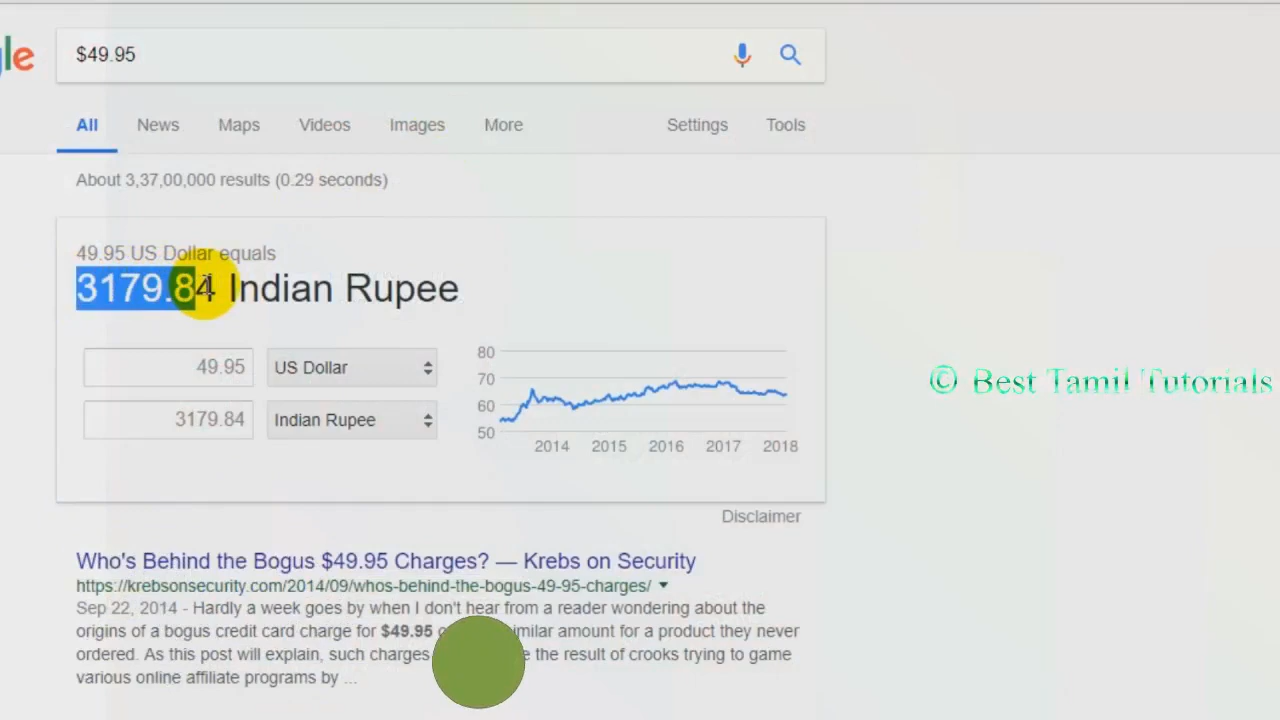 le
$49.95
All News Maps Videos Images More Settings Tools
About 3,37,00,000 results (0.29 seconds)
49.95 US Dollar equals
3179.84 Indian Rupee
49.95 US Dollar
3179.84 Indian Rupee
80
70
60
50
2014 2015 2016 2017 2018
© Best Tamil Tutorials
Disclaimer
Who's Behind the Bogus $49.95 Charges? — Krebs on Security
https://krebsonsecurity.com/2014/09/whos-behind-the-bogus-49-95-charges/
Sep 22, 2014 - Hardly a week goes by when I don't hear from a reader wondering about the
origins of a bogus credit card charge for $49.95 amount for a product they never
ordered. As this post will explain, such charges the result of crooks trying to game
various online affiliate programs by ...